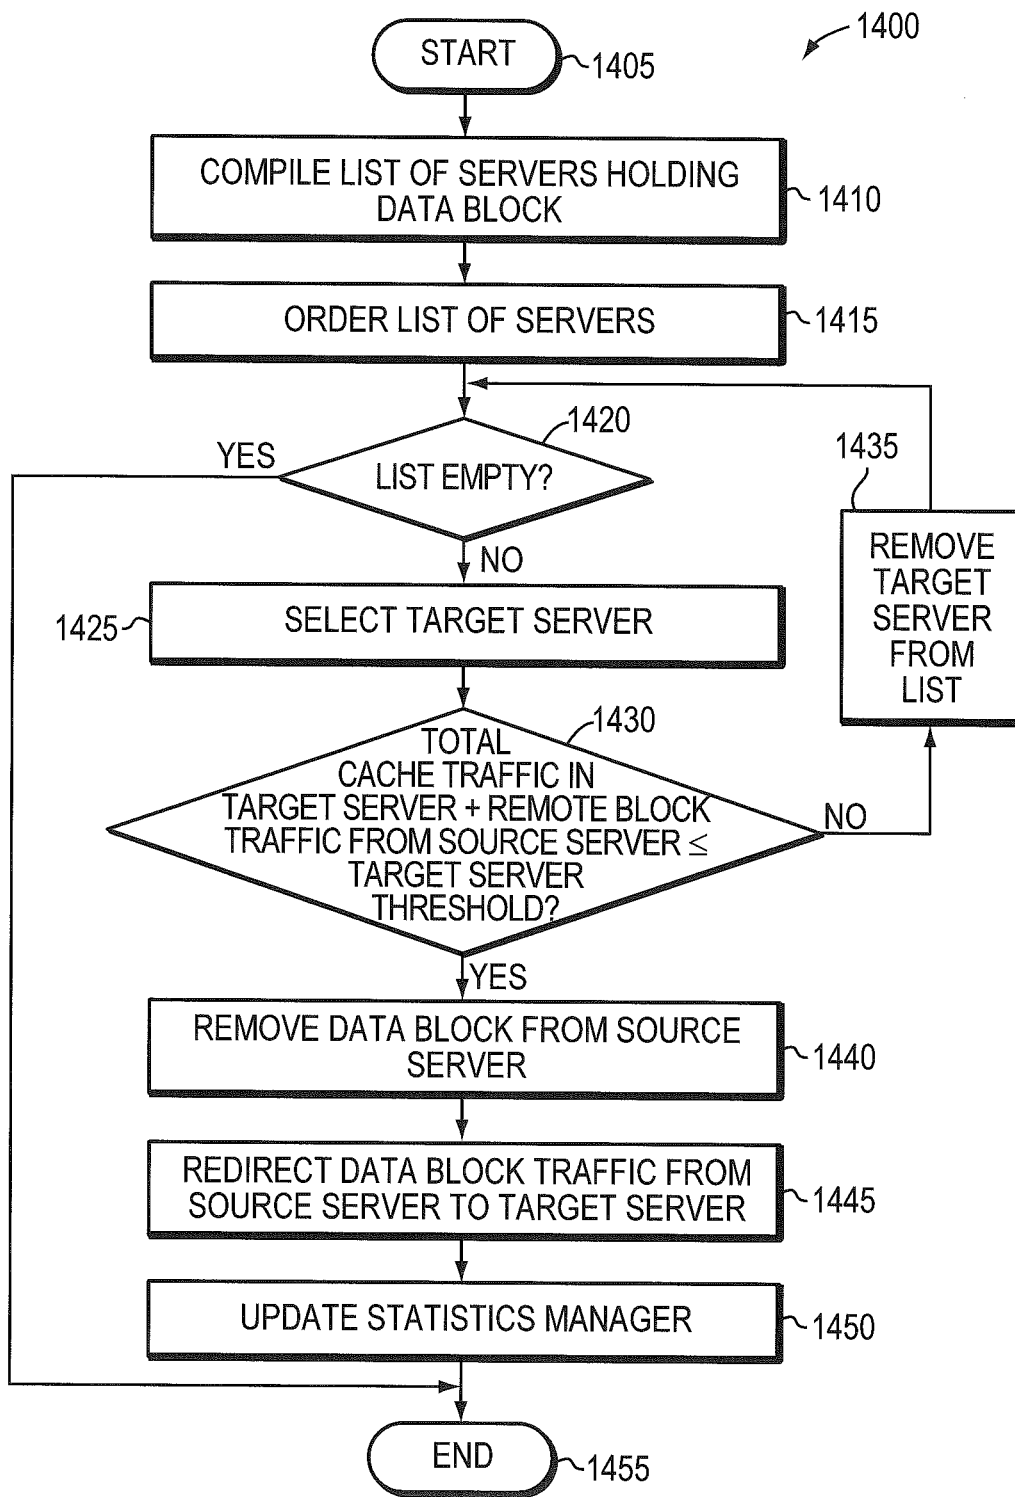 1400
START
1405
COMPILE LIST OF SERVERS HOLDING
DATA BLOCK
1410
ORDER LIST OF SERVERS
1415
1420
YES
LIST EMPTY?
1435
NO
REMOVE
TARGET
SERVER
FROM
LIST
SELECT TARGET SERVER
1425
1430
TOTAL
CACHE TRAFFIC IN
TARGET SERVER + REMOTE BLOCK
TRAFFIC FROM SOURCE SERVER ≤
TARGET SERVER
THRESHOLD?
NO
YES
REMOVE DATA BLOCK FROM SOURCE
SERVER
1440
REDIRECT DATA BLOCK TRAFFIC FROM
SOURCE SERVER TO TARGET SERVER
1445
UPDATE STATISTICS MANAGER
1450
END
1455